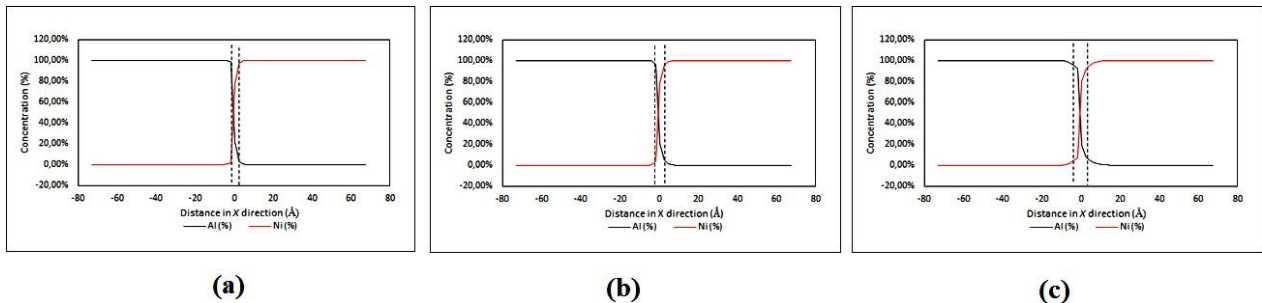 120,00%
100,00%
80,00%
60,00%
40,00%
20,00%
0,00%
-20,00%
Concentration (%)
-80 -60 -40 -20 0 20 40 60 80
Distance in X direction (Å)
Al (%) Ni (%)
(a)
120,00%
100,00%
80,00%
60,00%
40,00%
20,00%
0,00%
-20,00%
Concentration (%)
-80 -60 -40 -20 0 20 40 60 80
Distance in X direction (Å)
Al (%) Ni (%)
(b)
120,00%
100,00%
80,00%
60,00%
40,00%
20,00%
0,00%
-20,00%
Concentration (%)
-80 -60 -40 -20 0 20 40 60 80
Distance in X direction (Å)
Al (%) Ni (%)
(c)